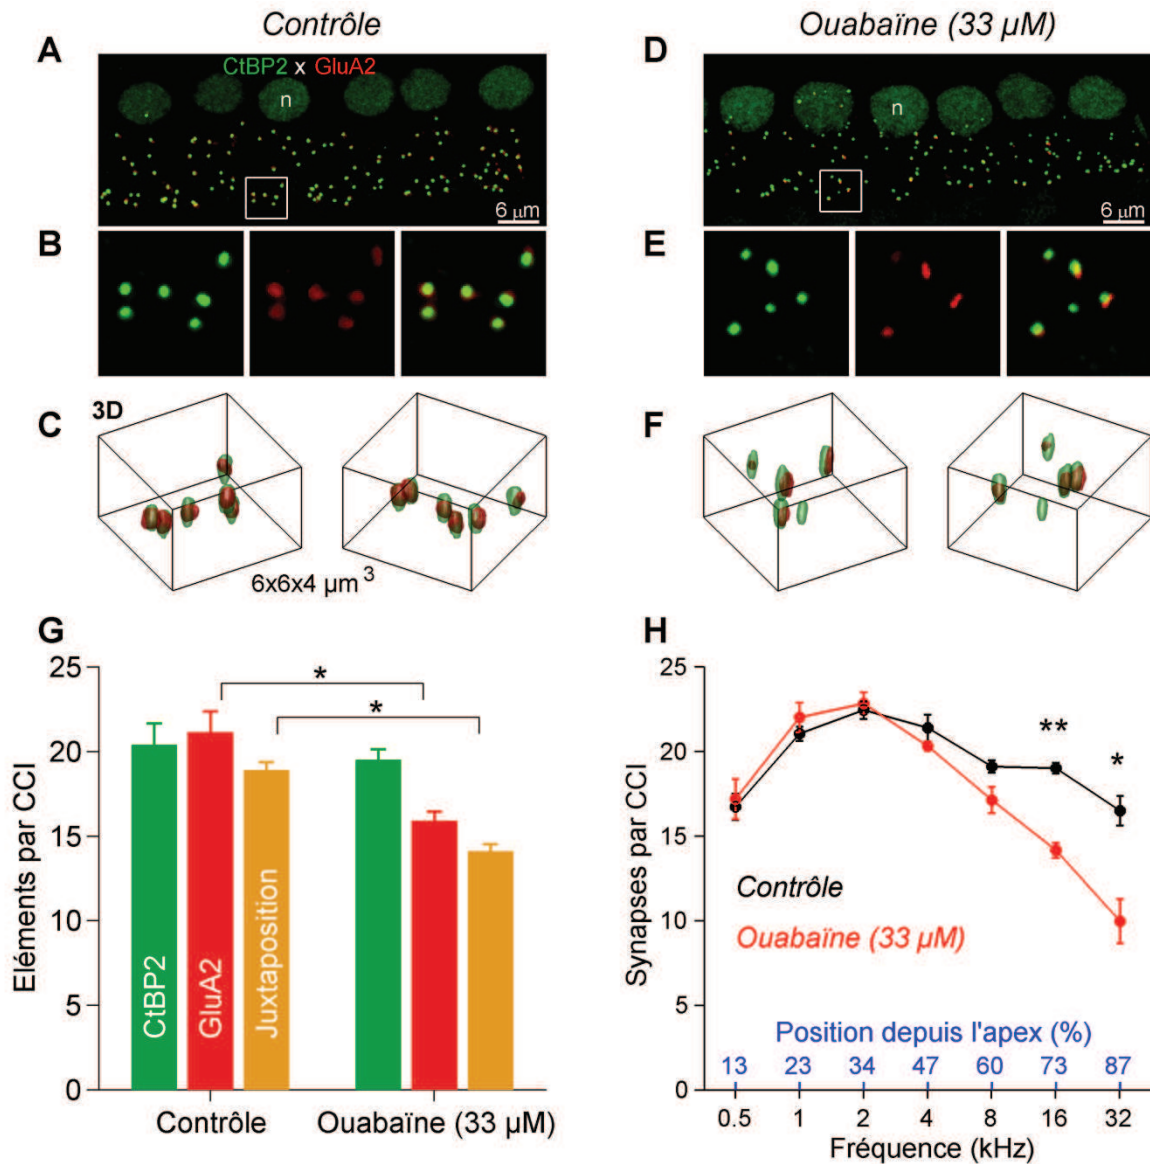 Contrôle
Ouabaïne (33 µM)
A
CtBP2 x GluA2
n
6 µm
D
n
6 µm
B
E
C
3D
6x6x4 µm³
F
G
Eléments par CCI
25
20
15
10
5
0
*
*
CtBP2
GluA2
Juxtaposition
Contrôle
Ouabaïne (33 µM)
H
Synapses par CCI
25
20
15
10
5
0
**
*
Contrôle
Ouabaïne (33 µM)
Position depuis l'apex (%)
13 23 34 47 60 73 87
0.5 1 2 4 8 16 32
Fréquence (kHz)